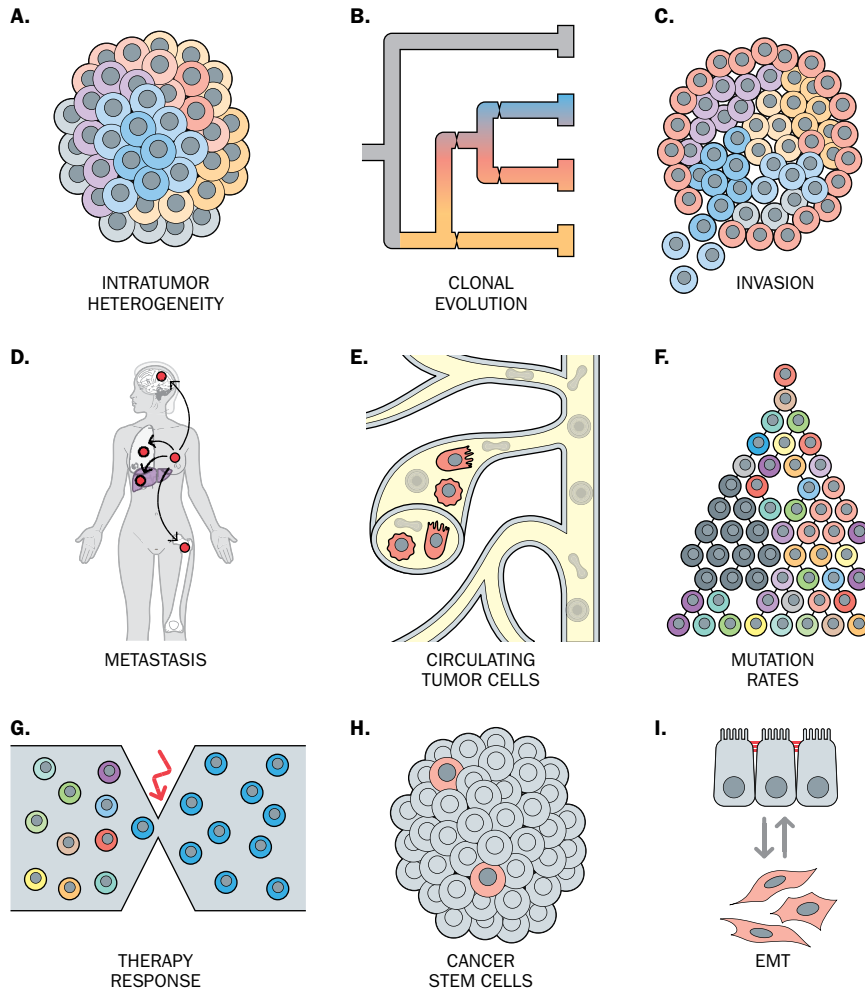 A.
B.
C.
INTRATUMOR
HETEROGENEITY
CLONAL
EVOLUTION
INVASION
D.
E.
F.
METASTASIS
CIRCULATING
TUMOR CELLS
MUTATION
RATES
G.
H.
I.
THERAPY
RESPONSE
CANCER
STEM CELLS
EMT